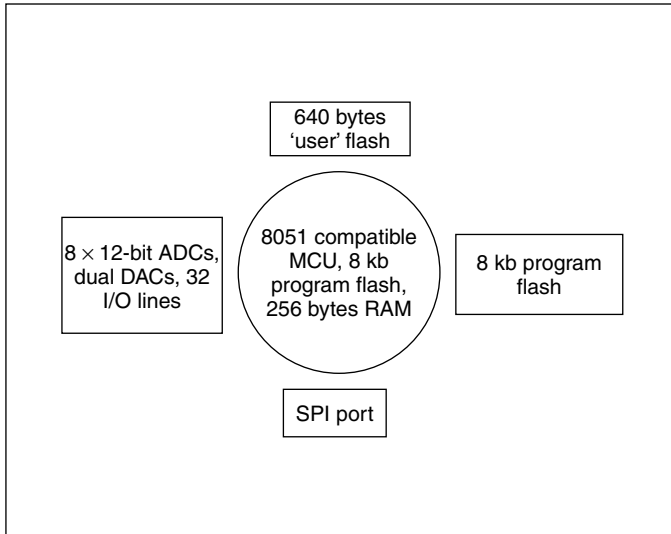 640 bytes
‘user’ flash
8 × 12-bit ADCs,
dual DACs, 32
I/O lines
8051 compatible
MCU, 8 kb
program flash,
256 bytes RAM
8 kb program
flash
SPI port